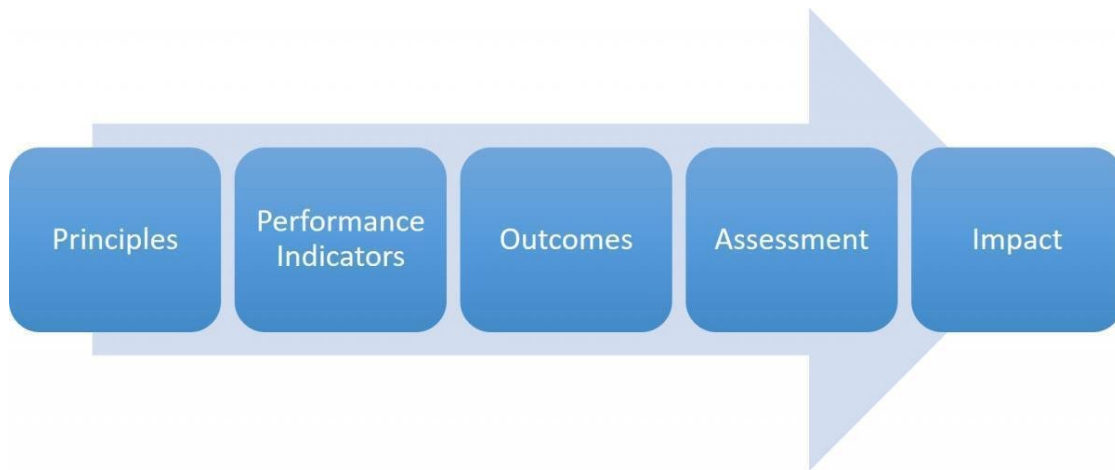 Principles
Performance
Indicators
Outcomes
Assessment
Impact